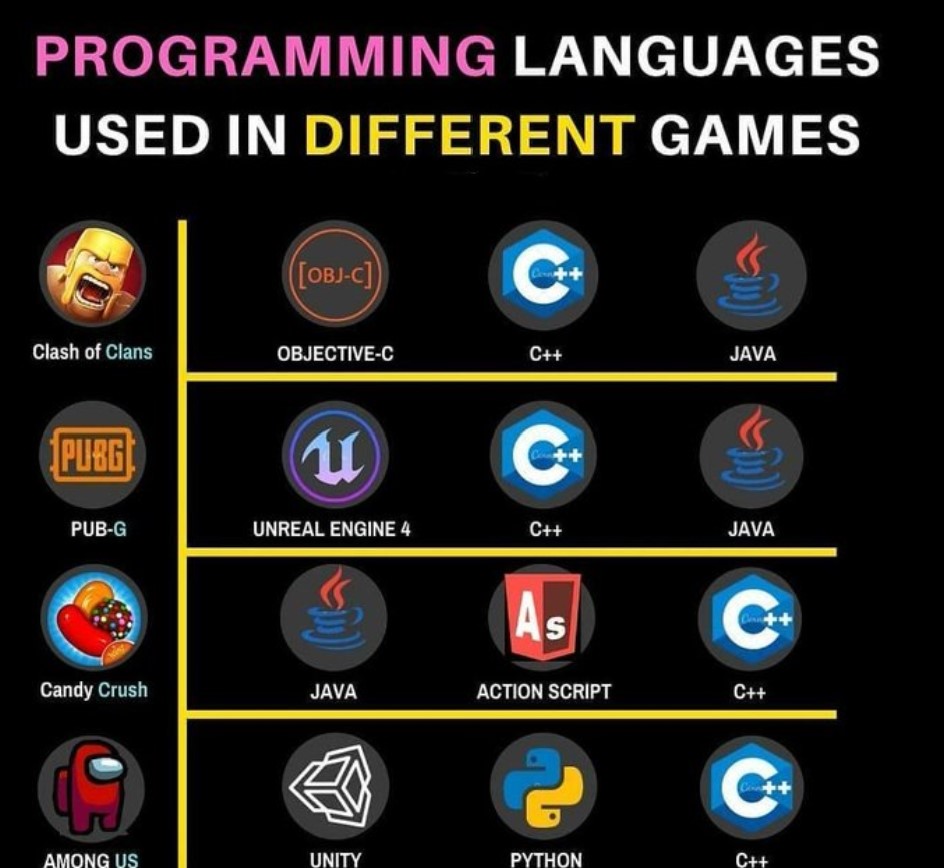 PROGRAMMING LANGUAGES
USED IN DIFFERENT GAMES
[OBJ-C]
C++
Clash of Clans
OBJECTIVE-C
C++
JAVA
PUBG
C++
PUB-G
UNREAL ENGINE 4
C++
JAVA
As
C++
Candy Crush
JAVA
ACTION SCRIPT
C++
C++
AMONG US
UNITY
PYTHON
C++